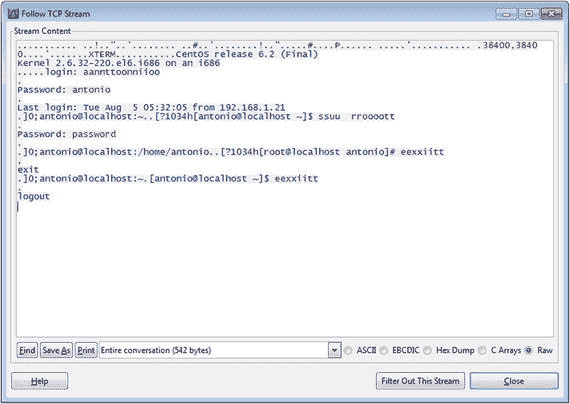 Follow TCP Stream
Stream Content
.......... ..!.."..'.........#..'........!.."....#....P...... .....'.......... .38400,3840
0....'.......XTERM..........CentOS release 6.2 (Final)
Kernel 2.6.32-220.el6.i686 on an i686
.....login: aannttoonniioo
.
Password: antonio
.
Last login: Tue Aug  5 05:32:05 from 192.168.1.21
.]0;antonio@localhost:~..[?1034h[antonio@localhost ~]$ ssuu  rroooott
.
Password: password
.
.]0;antonio@localhost:/home/antonio..[?1034h[root@localhost antonio]# eexxiitt
.
exit
.]0;antonio@localhost:~.[antonio@localhost ~]$ eexxiitt
.
logout
Find Save As Print Entire conversation (542 bytes) ASCII EBCDIC Hex Dump C Arrays Raw
Help Filter Out This Stream Close